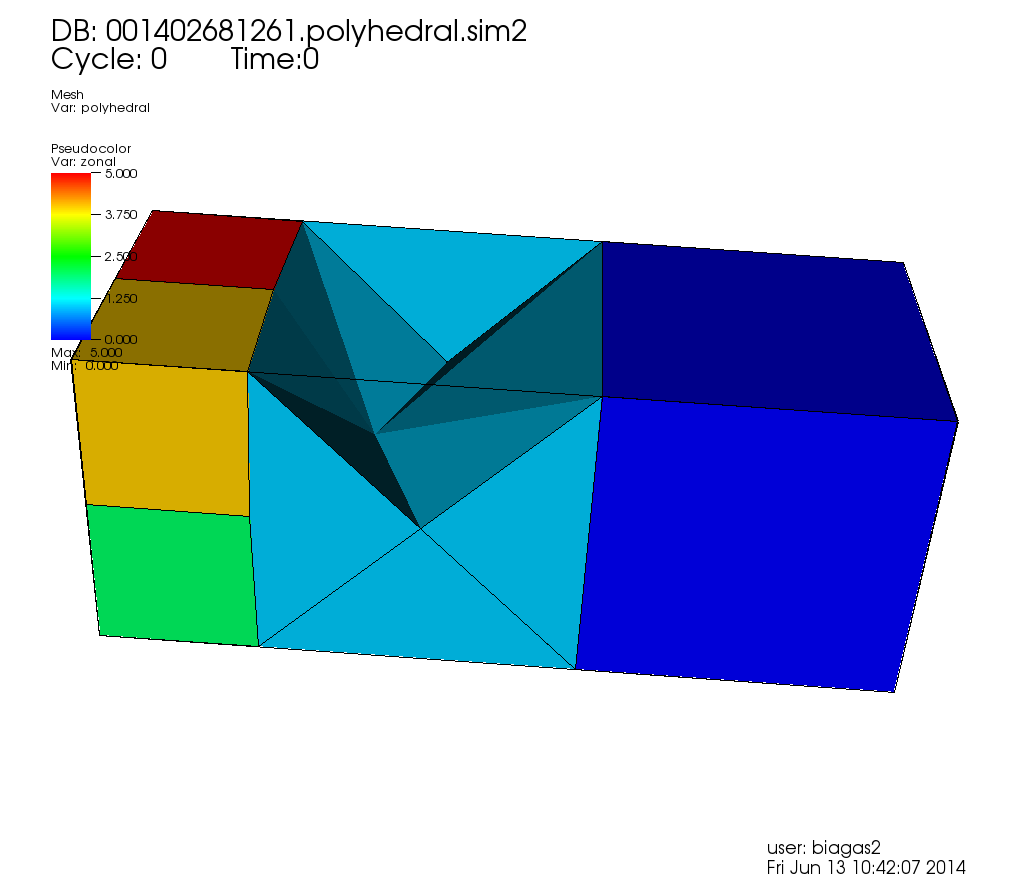 DB: 001402681261.polyhedral.sim2
Cycle: 0 Time:0
Mesh
Var: polyhedral
Pseudocolor
Var: zonal
5.000
3.750
2.500
1.250
0.000
Max: 5.000
Min: 0.000
user: biagas2
Fri Jun 13 10:42:07 2014